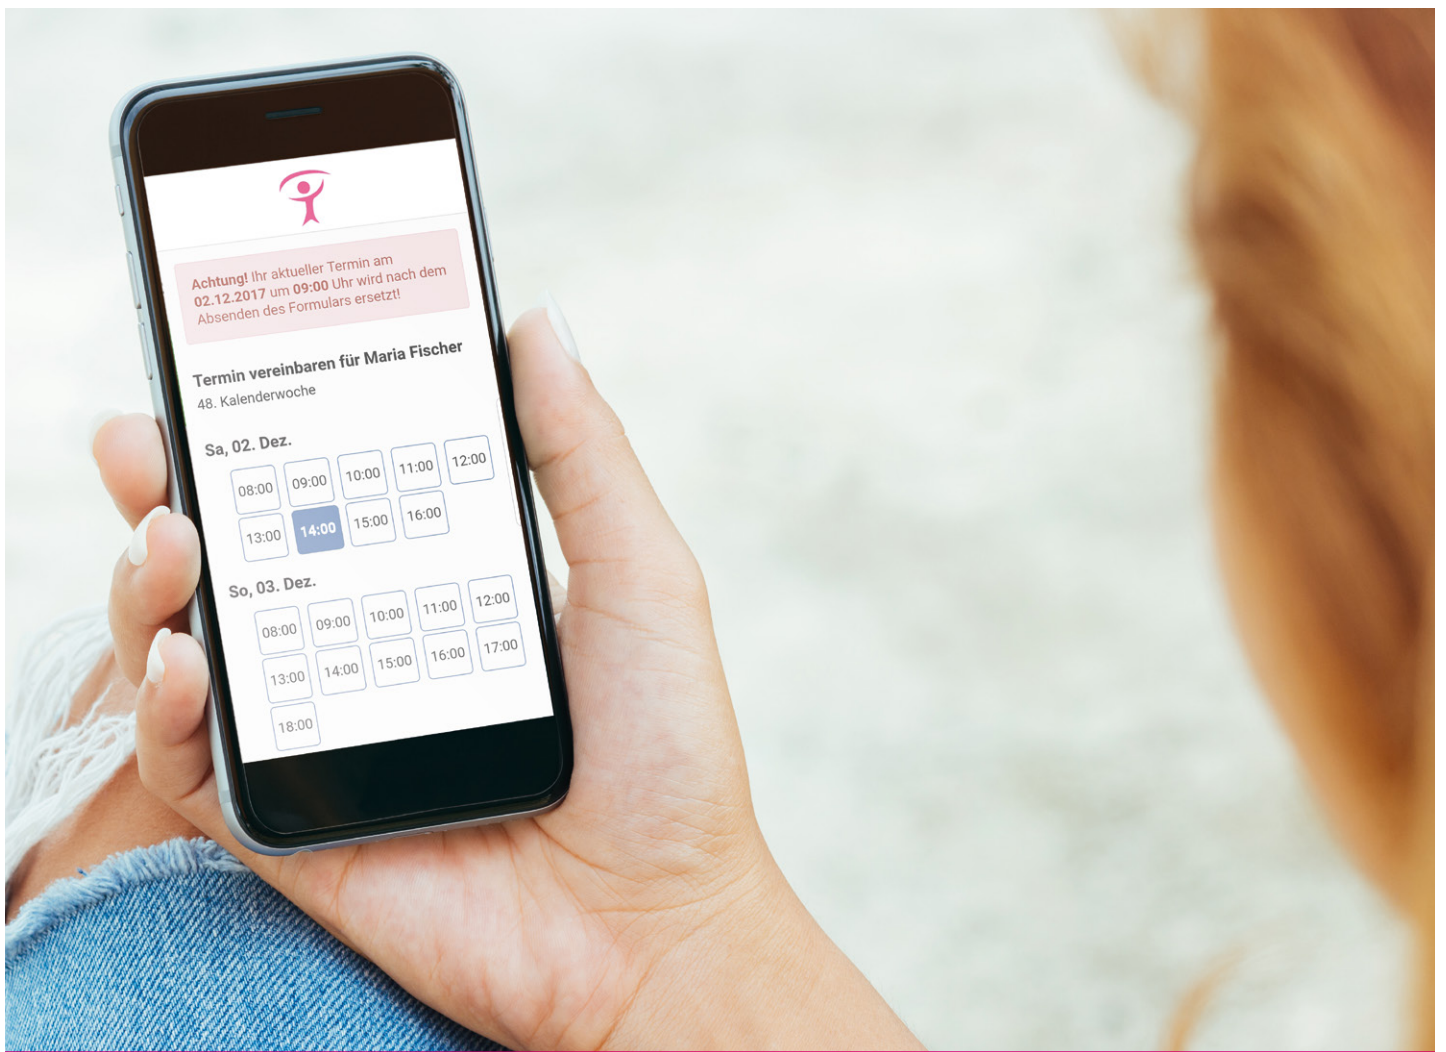 Achtung! Ihr aktueller Termin am
02.12.2017 um 09:00 Uhr wird nach dem
Absenden des Formulars ersetzt!
Termin vereinbaren für Maria Fischer
48. Kalenderwoche
Sa, 02. Dez.
08:00 09:00 10:00 11:00 12:00
13:00 14:00 15:00 16:00
So, 03. Dez.
08:00 09:00 10:00 11:00 12:00
13:00 14:00 15:00 16:00 17:00
18:00